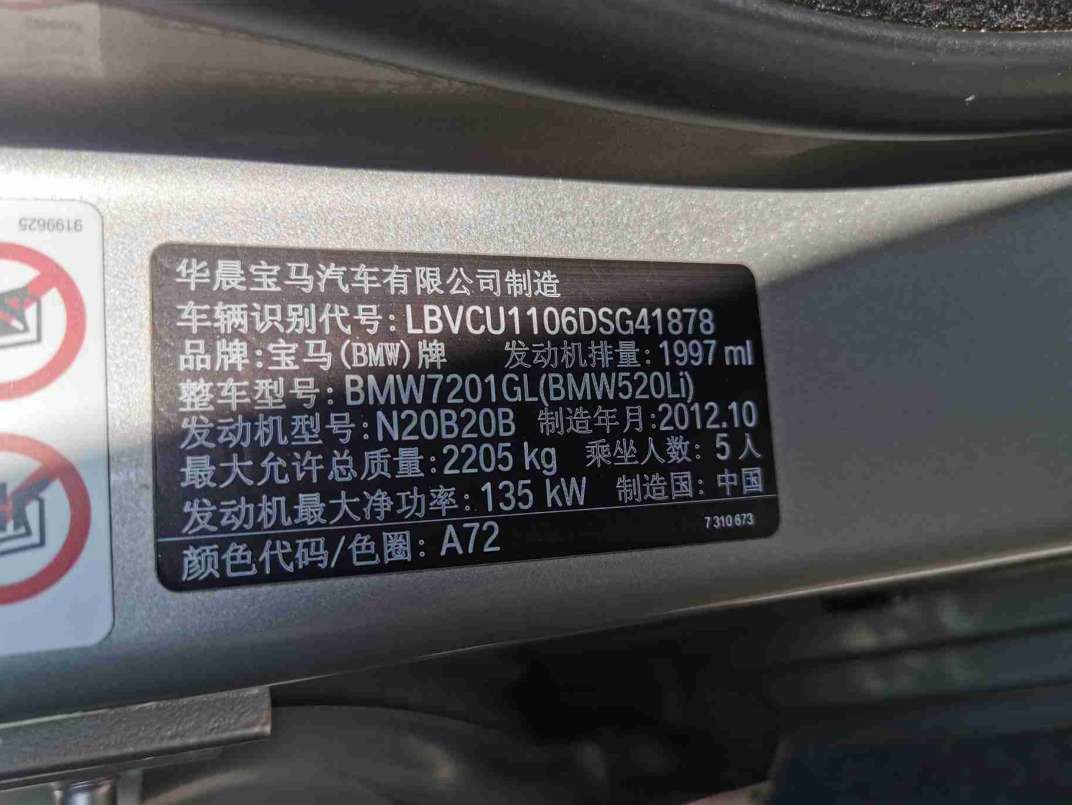 9199625
华晨宝马汽车有限公司制造
车辆识别代号:LBVCU1106DSG41878
品牌:宝马(BMW)牌 发动机排量:1997 ml
整车型号:BMW7201GL(BMW520Li)
发动机型号:N20B20B 制造年月:2012.10
最大允许总质量:2205 kg 乘坐人数:5人
发动机最大净功率:135 kW 制造国:中国
颜色代码/色圈:A72 7 310 673